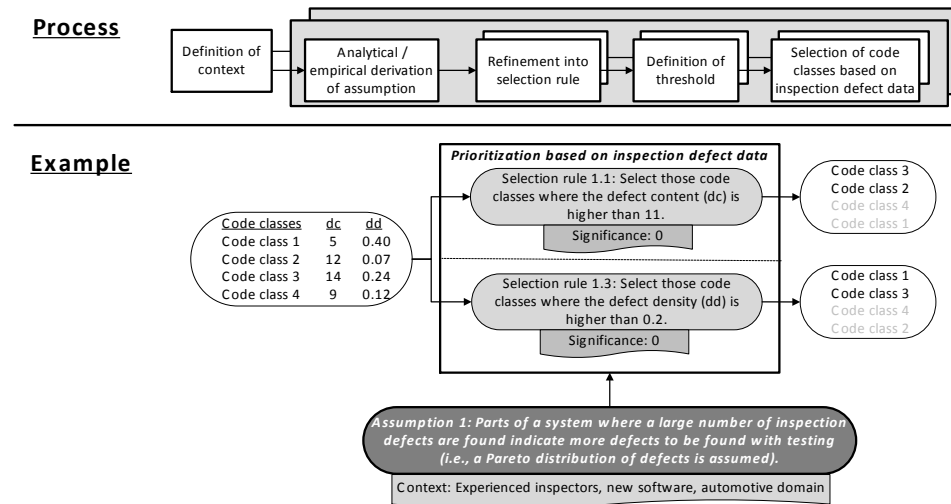 Process
Definition of
context
Analytical /
empirical derivation
of assumption
Refinement into
selection rule
Definition of
threshold
Selection of code
classes based on
inspection defect data
Example
Prioritization based on inspection defect data
Code classes dc dd
Code class 1 5 0.40
Code class 2 12 0.07
Code class 3 14 0.24
Code class 4 9 0.12
Selection rule 1.1: Select those code
classes where the defect content (dc) is
higher than 11.
Significance: 0
Code class 3
Code class 2
Code class 4
Code class 1
Selection rule 1.3: Select those code
classes where the defect density (dd) is
higher than 0.2.
Significance: 0
Code class 1
Code class 3
Code class 4
Code class 2
Assumption 1: Parts of a system where a large number of inspection
defects are found indicate more defects to be found with testing
(i.e., a Pareto distribution of defects is assumed).
Context: Experienced inspectors, new software, automotive domain